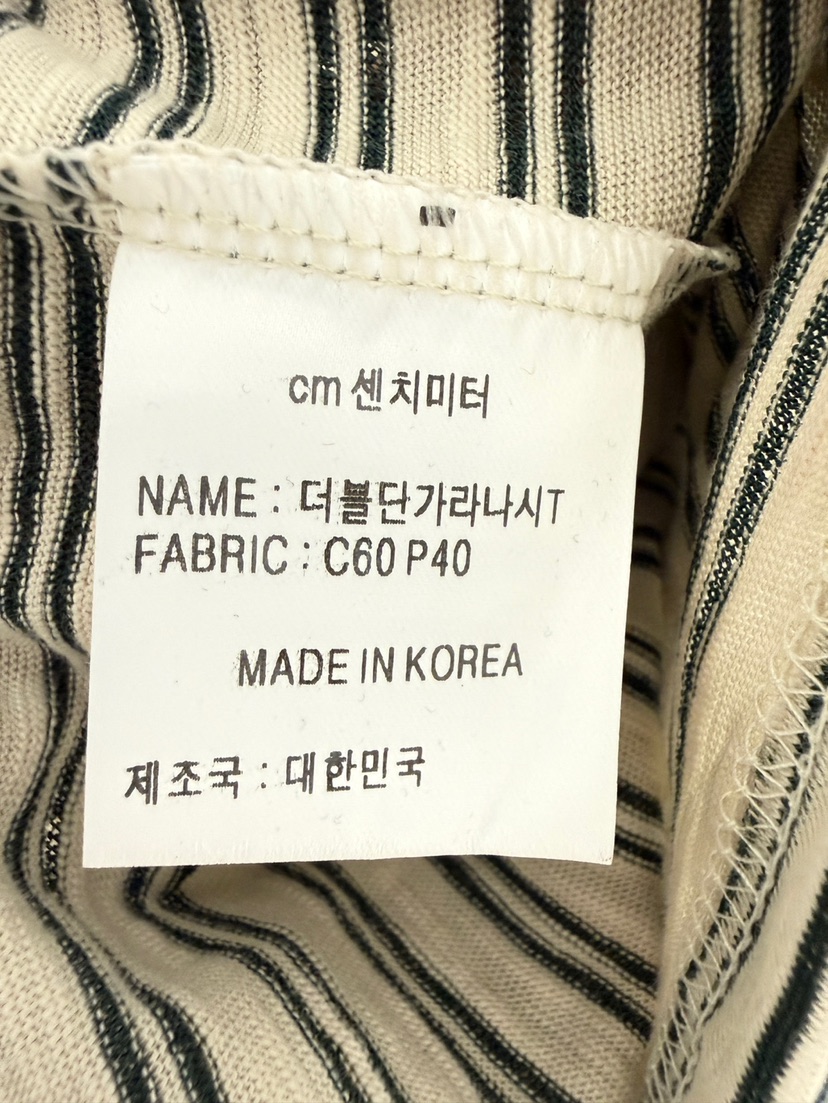 cm 센치미터
NAME : 더블단가라나시T
FABRIC : C60 P40
MADE IN KOREA
제조국 : 대한민국